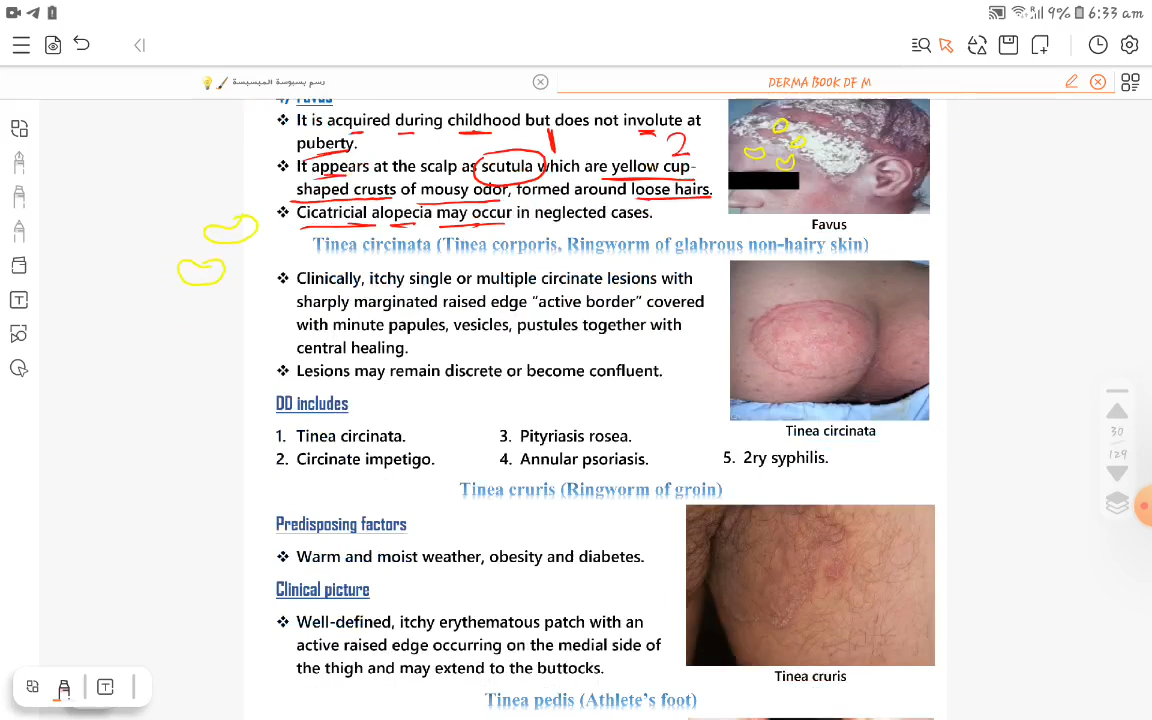 9% 6:33 am
رسم بسبوسة الميسيسة
DERMA BOOK DF M
4) Favus
❖ It is acquired during childhood but does not involute at
puberty.
❖ It appears at the scalp as scutula which are yellow cup-
shaped crusts of mousy odor, formed around loose hairs.
❖ Cicatricial alopecia may occur in neglected cases.
1
2
Favus
Tinea circinata (Tinea corporis, Ringworm of glabrous non-hairy skin)
❖ Clinically, itchy single or multiple circinate lesions with
sharply marginated raised edge “active border” covered
with minute papules, vesicles, pustules together with
central healing.
❖ Lesions may remain discrete or become confluent.
Tinea circinata
DD includes
1. Tinea circinata. 3. Pityriasis rosea. 5. 2ry syphilis.
2. Circinate impetigo. 4. Annular psoriasis.
Tinea cruris (Ringworm of groin)
Predisposing factors
❖ Warm and moist weather, obesity and diabetes.
Clinical picture
❖ Well-defined, itchy erythematous patch with an
active raised edge occurring on the medial side of
the thigh and may extend to the buttocks.
Tinea cruris
Tinea pedis (Athlete’s foot)
30
129